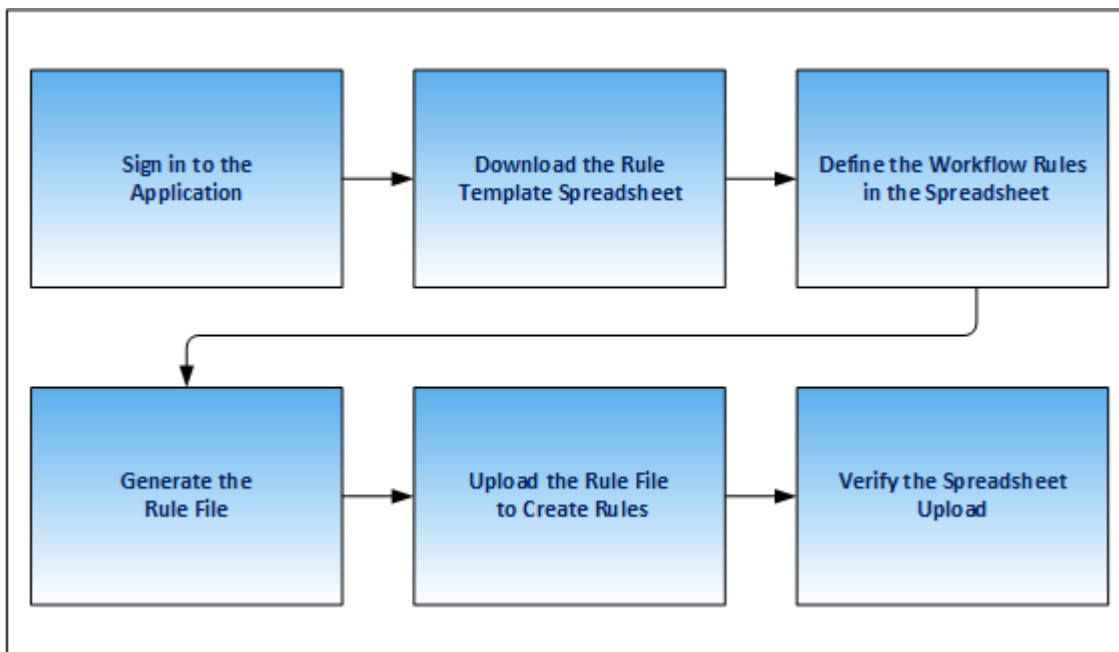 Sign in to the
Application
Download the Rule
Template Spreadsheet
Define the Workflow Rules
in the Spreadsheet
Generate the
Rule File
Upload the Rule File
to Create Rules
Verify the Spreadsheet
Upload